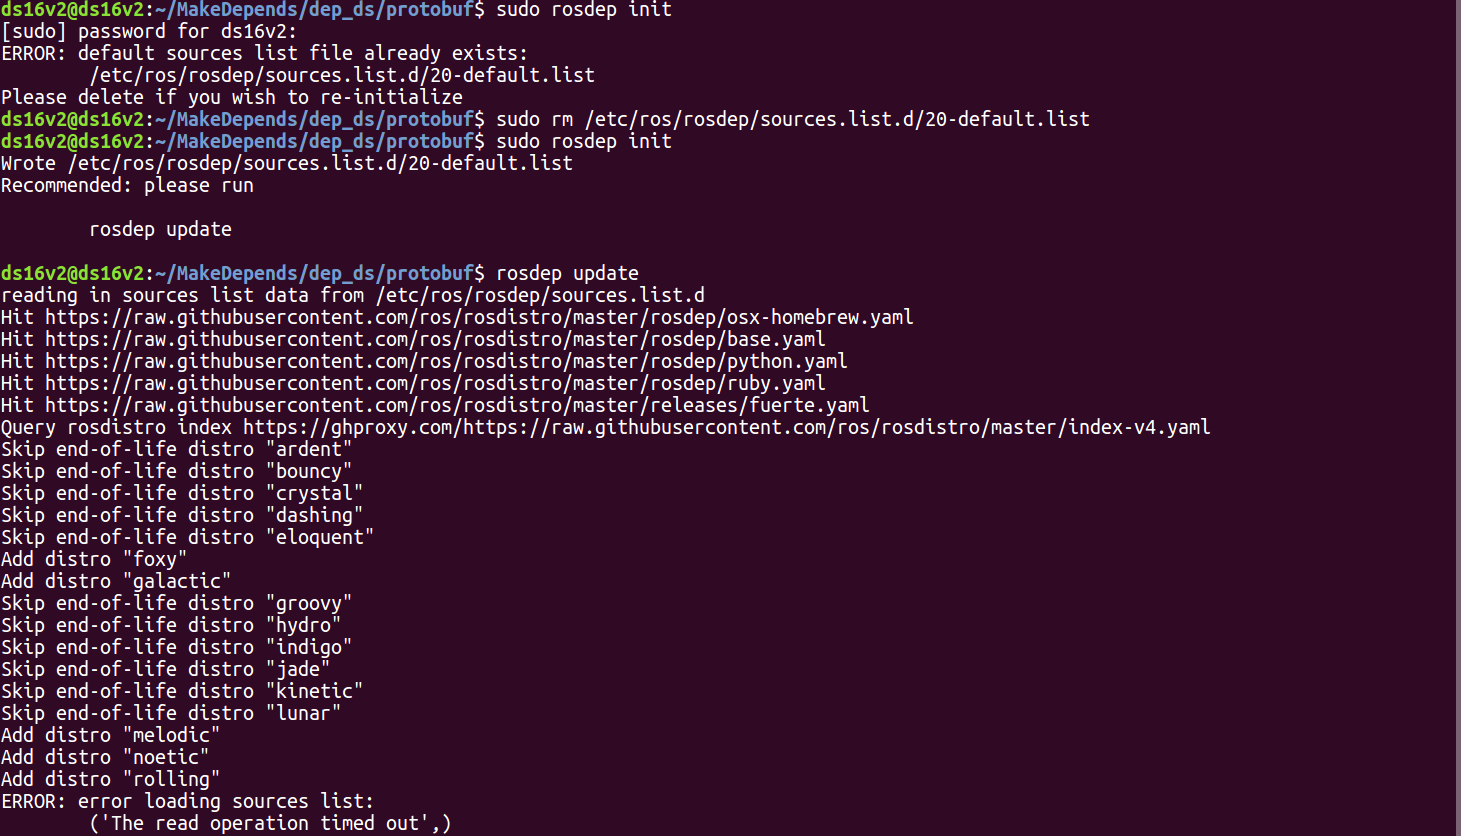 ds16v2@ds16v2:~/MakeDepends/dep_ds/protobuf$ sudo rosdep init
[sudo] password for ds16v2:
ERROR: default sources list file already exists:
        /etc/ros/rosdep/sources.list.d/20-default.list
Please delete if you wish to re-initialize
ds16v2@ds16v2:~/MakeDepends/dep_ds/protobuf$ sudo rm /etc/ros/rosdep/sources.list.d/20-default.list
ds16v2@ds16v2:~/MakeDepends/dep_ds/protobuf$ sudo rosdep init
Wrote /etc/ros/rosdep/sources.list.d/20-default.list
Recommended: please run
        rosdep update
ds16v2@ds16v2:~/MakeDepends/dep_ds/protobuf$ rosdep update
reading in sources list data from /etc/ros/rosdep/sources.list.d
Hit https://raw.githubusercontent.com/ros/rosdistro/master/rosdep/osx-homebrew.yaml
Hit https://raw.githubusercontent.com/ros/rosdistro/master/rosdep/base.yaml
Hit https://raw.githubusercontent.com/ros/rosdistro/master/rosdep/python.yaml
Hit https://raw.githubusercontent.com/ros/rosdistro/master/rosdep/ruby.yaml
Hit https://raw.githubusercontent.com/ros/rosdistro/master/releases/fuerte.yaml
Query rosdistro index https://ghproxy.com/https://raw.githubusercontent.com/ros/rosdistro/master/index-v4.yaml
Skip end-of-life distro "ardent"
Skip end-of-life distro "bouncy"
Skip end-of-life distro "crystal"
Skip end-of-life distro "dashing"
Skip end-of-life distro "eloquent"
Add distro "foxy"
Add distro "galactic"
Skip end-of-life distro "groovy"
Skip end-of-life distro "hydro"
Skip end-of-life distro "indigo"
Skip end-of-life distro "jade"
Skip end-of-life distro "kinetic"
Skip end-of-life distro "lunar"
Add distro "melodic"
Add distro "noetic"
Add distro "rolling"
ERROR: error loading sources list:
        ('The read operation timed out',)